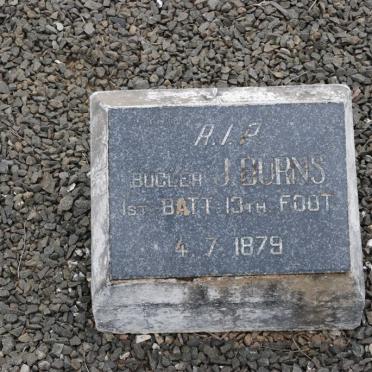 R.I.P
BUGLER J. BURNS
1ST BATT. 13TH. FOOT
4. 7. 1879